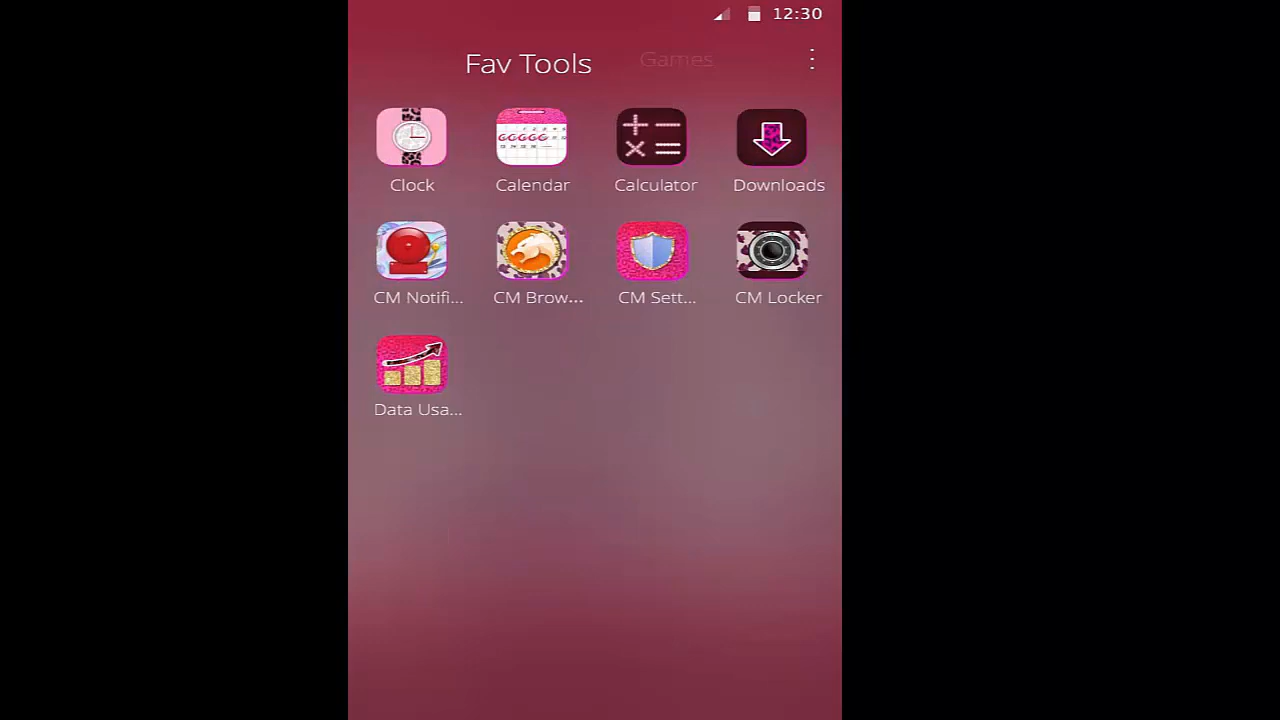 12:30
Fav Tools Games
Clock Calendar Calculator Downloads
CM Notifi... CM Brow... CM Sett... CM Locker
Data Usa...